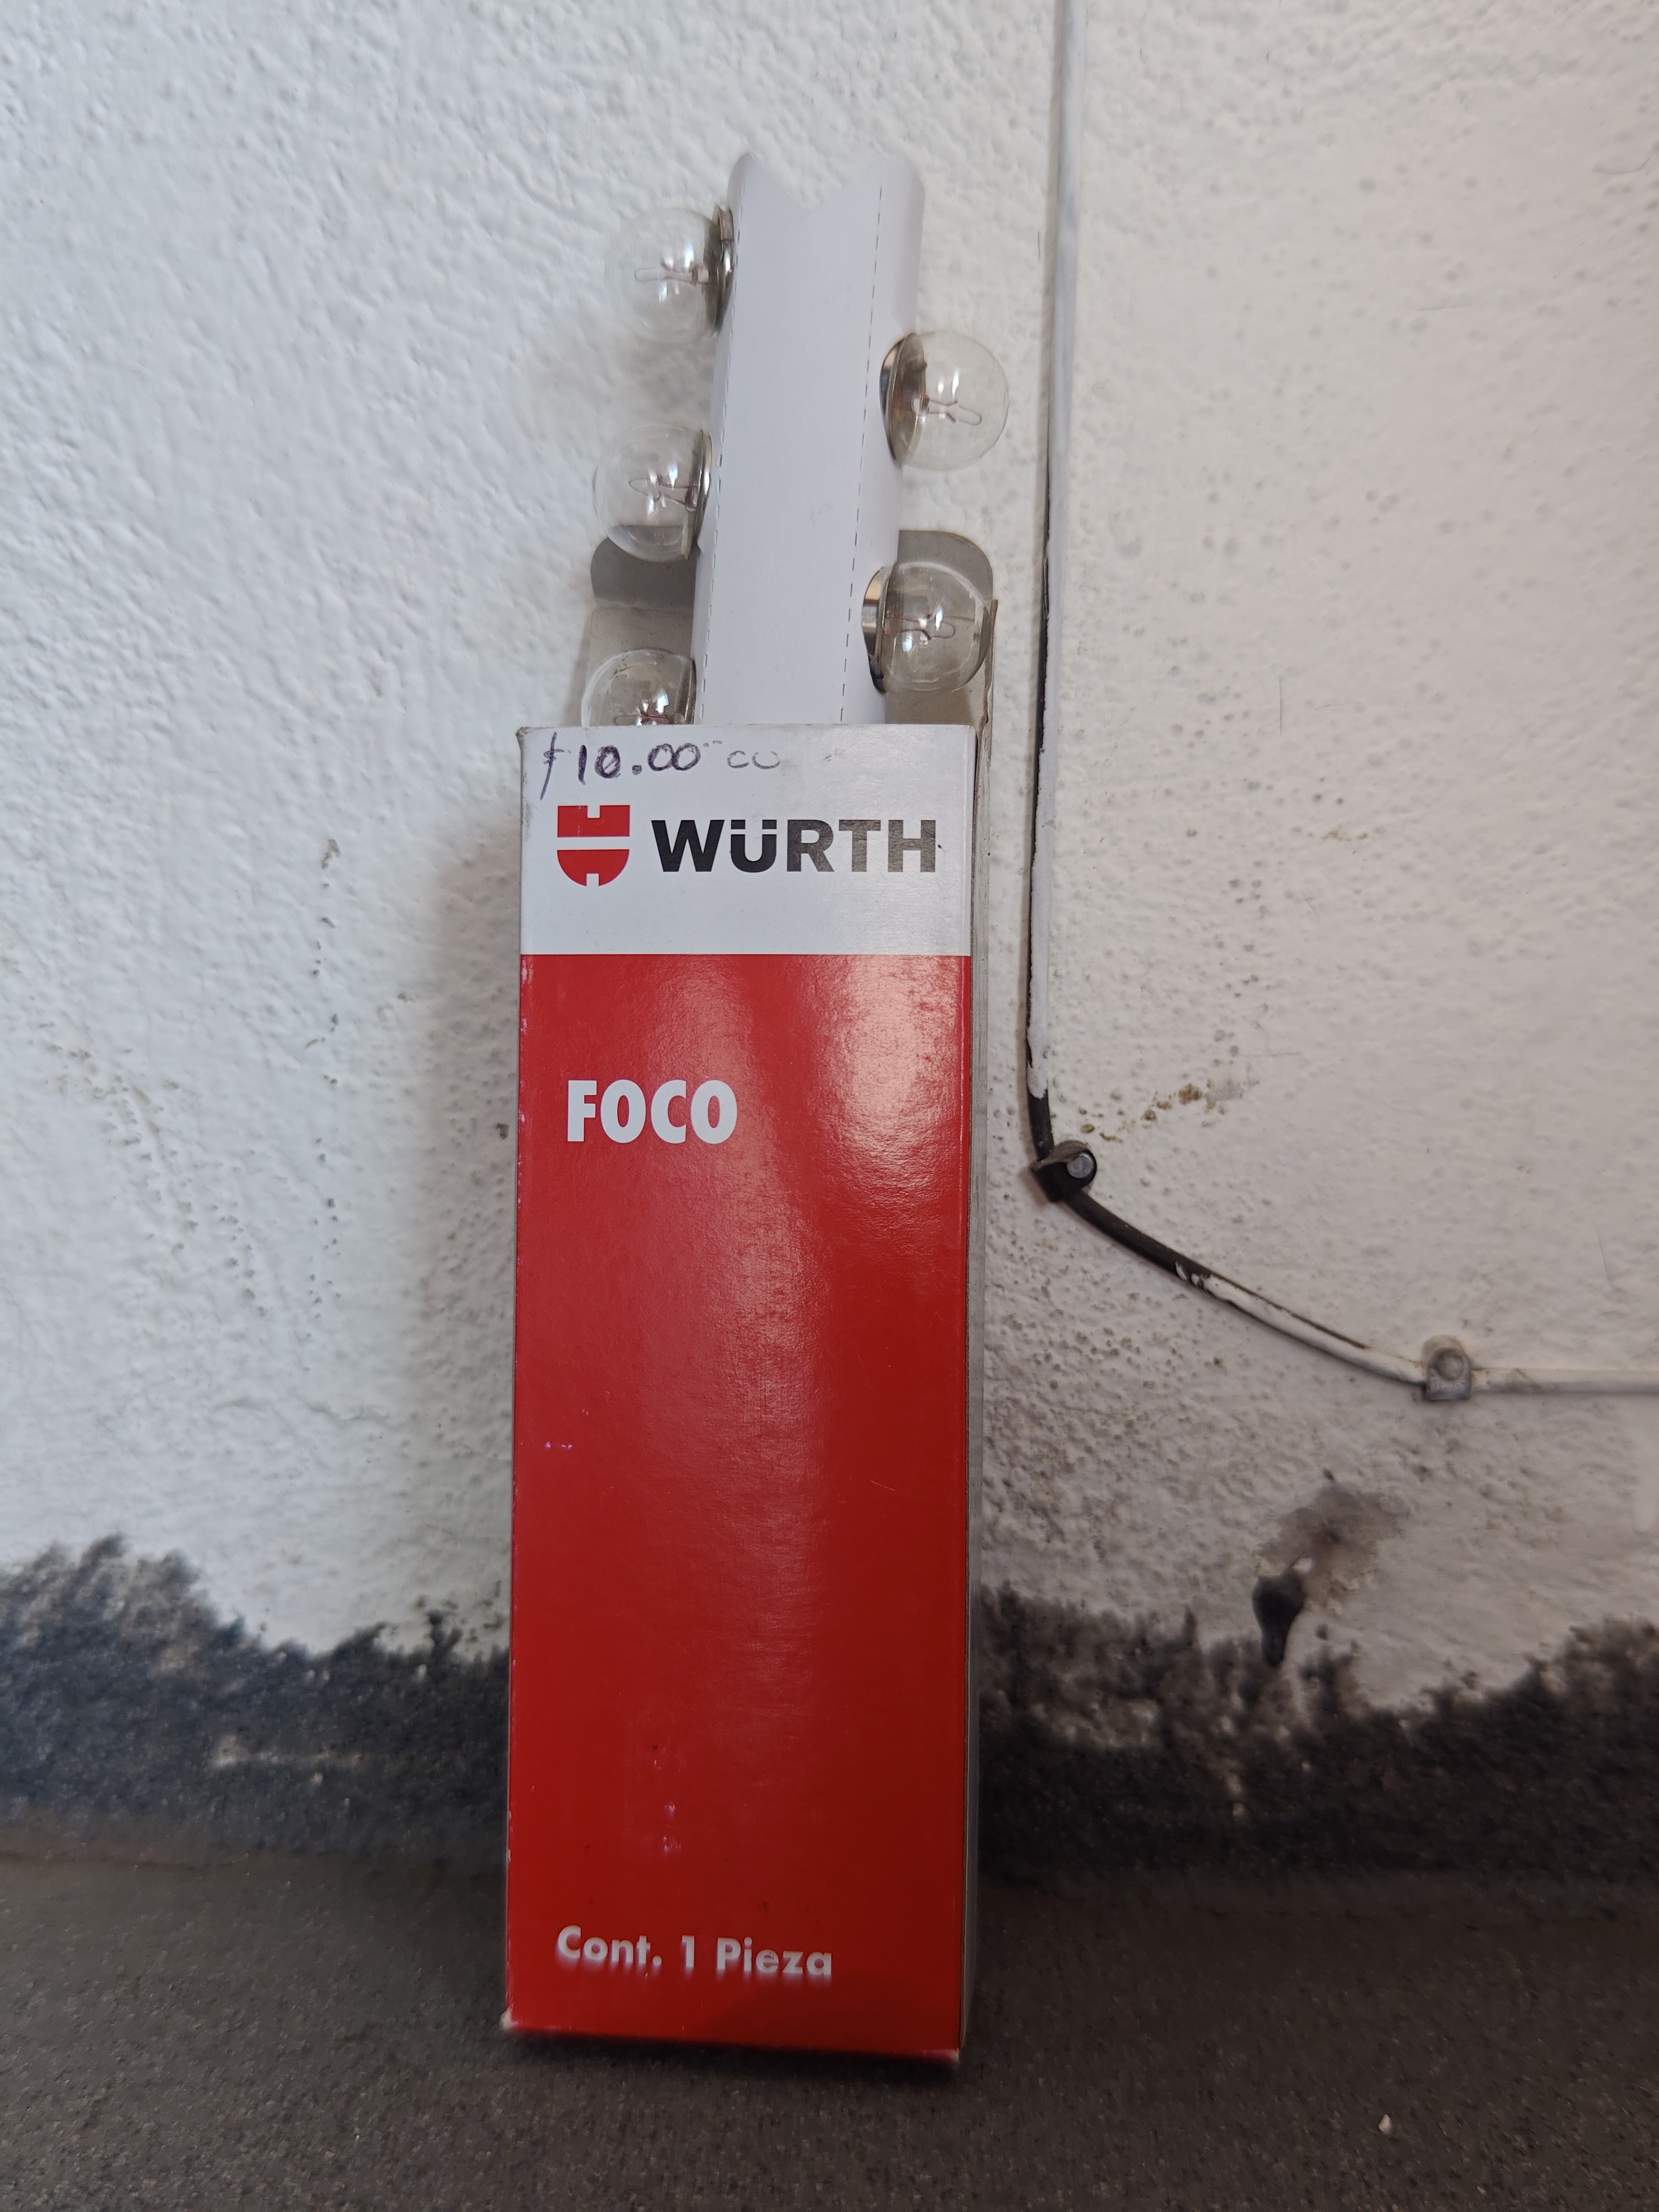 $10.00
WÜRTH
FOCO
Cont. 1 Pieza